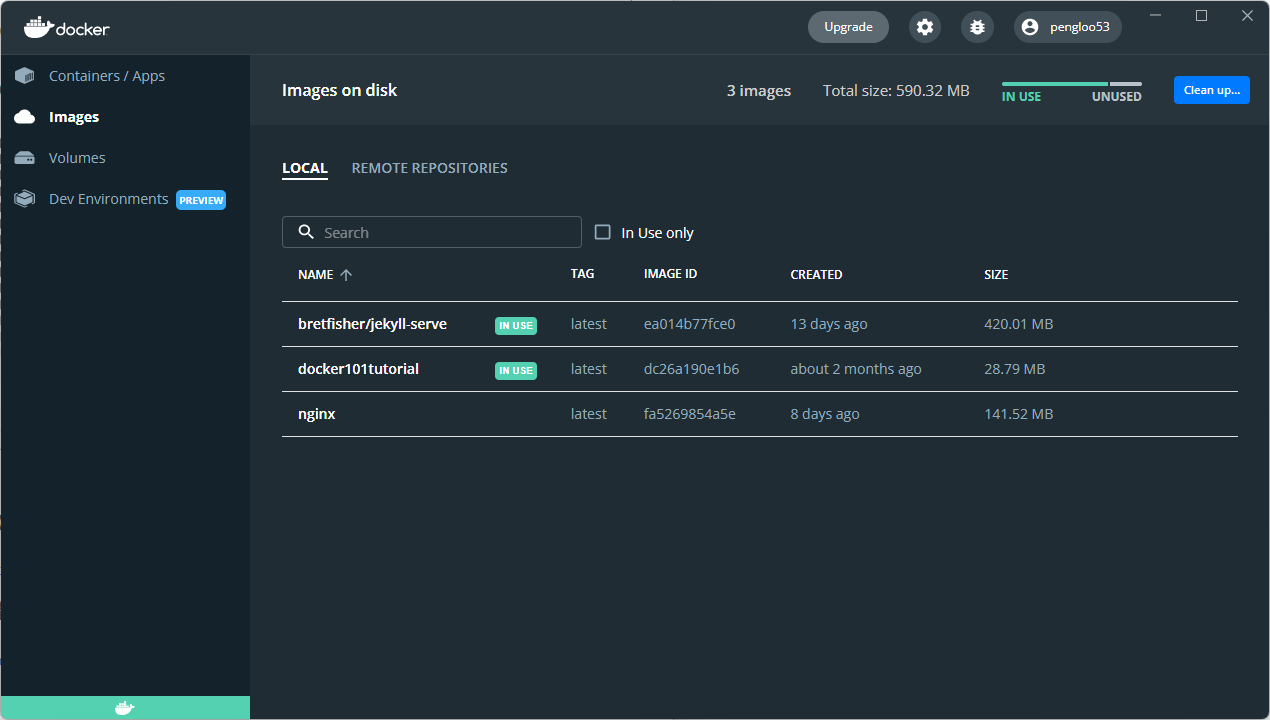 docker
Upgrade
pengloo53
Containers / Apps
Images
Volumes
Dev Environments PREVIEW
Images on disk
3 images
Total size: 590.32 MB
IN USE
UNUSED
Clean up...
LOCAL
REMOTE REPOSITORIES
Search
In Use only
NAME TAG IMAGE ID CREATED SIZE
bretfisher/jekyll-serve IN USE latest ea014b77fce0 13 days ago 420.01 MB
docker101tutorial IN USE latest dc26a190e1b6 about 2 months ago 28.79 MB
nginx latest fa5269854a5e 8 days ago 141.52 MB